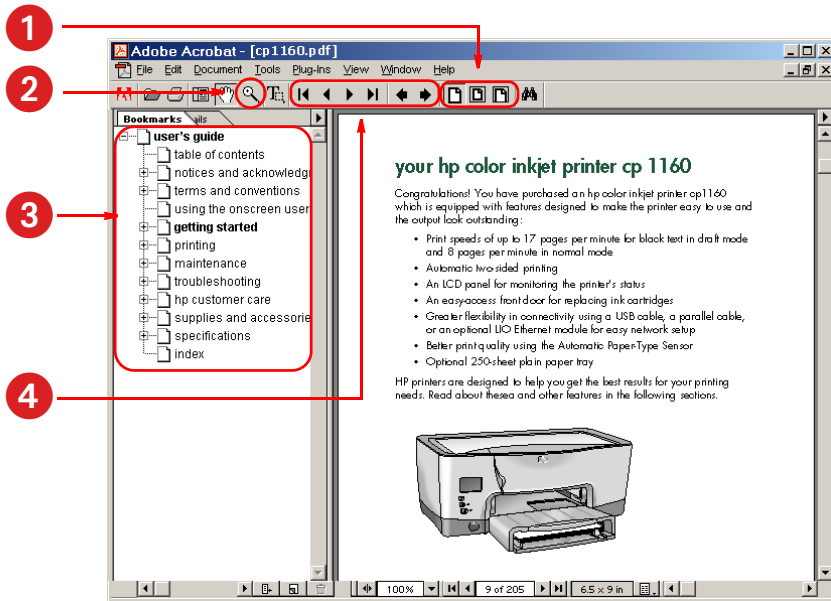 1
Adobe Acrobat - [cp1160.pdf]
File Edit Document Tools Plug-Ins View Window Help
2
Bookmarks ails
user's guide
table of contents
notices and acknowledg
terms and conventions
using the onscreen user
getting started
printing
maintenance
troubleshooting
hp customer care
supplies and accessorie
specifications
index
3
4
your hp color inkjet printer cp 1160
Congratulations! You have purchased an hp color inkjet printer cp1160
which is equipped with features designed to make the printer easy to use and
the output look outstanding:
• Print speeds of up to 17 pages per minute for black text in draft mode
and 8 pages per minute in normal mode
• Automatic two-sided printing
• An LCD panel for monitoring the printer's status
• An easy-access front door for replacing ink cartridges
• Greater flexibility in connectivity using a USB cable, a parallel cable,
or an optional LIO Ethernet module for easy network setup
• Better print quality using the Automatic Paper-Type Sensor
• Optional 250-sheet plain paper tray
HP printers are designed to help you get the best results for your printing
needs. Read about thesea and other features in the following sections.
100% 9 of 205 6.5 x 9 in